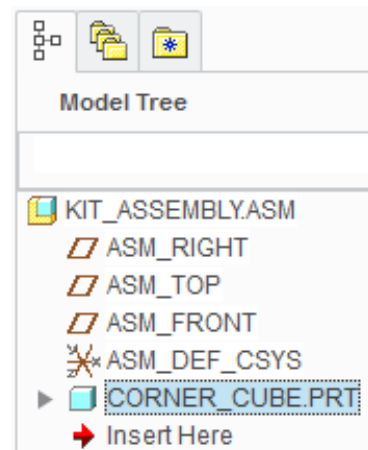 Model Tree
KIT_ASSEMBLY.ASM
ASM_RIGHT
ASM_TOP
ASM_FRONT
ASM_DEF_CSYS
CORNER_CUBE.PRT
Insert Here